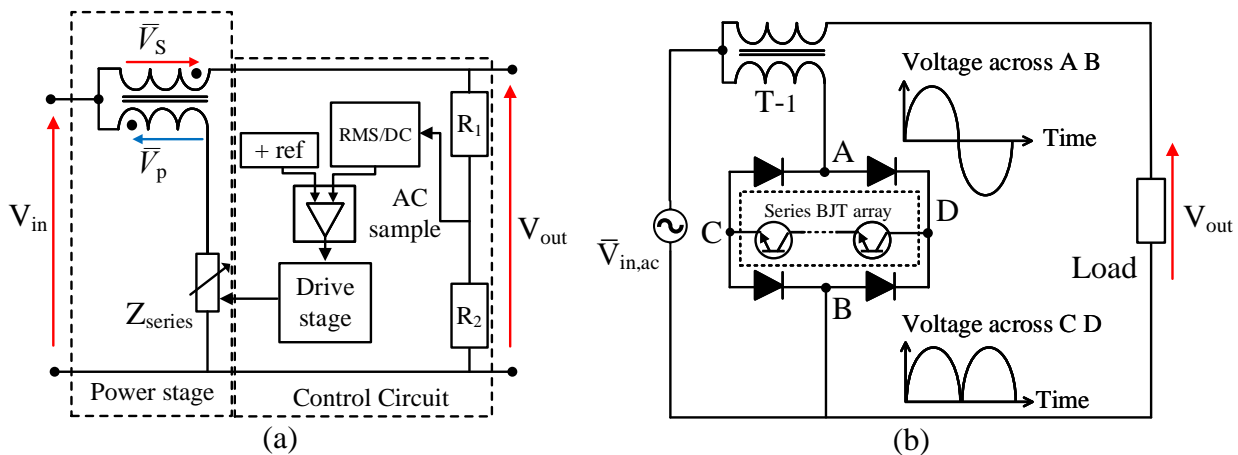 V̅S
V̅p
Vin
Zseries
+ ref
RMS/DC
AC
sample
Drive
stage
R1
R2
Vout
Power stage
Control Circuit
(a)
T-1
Voltage across A B
Time
A
Series BJT array
C
D
B
V̅in,ac
Load
Vout
Voltage across C D
Time
(b)